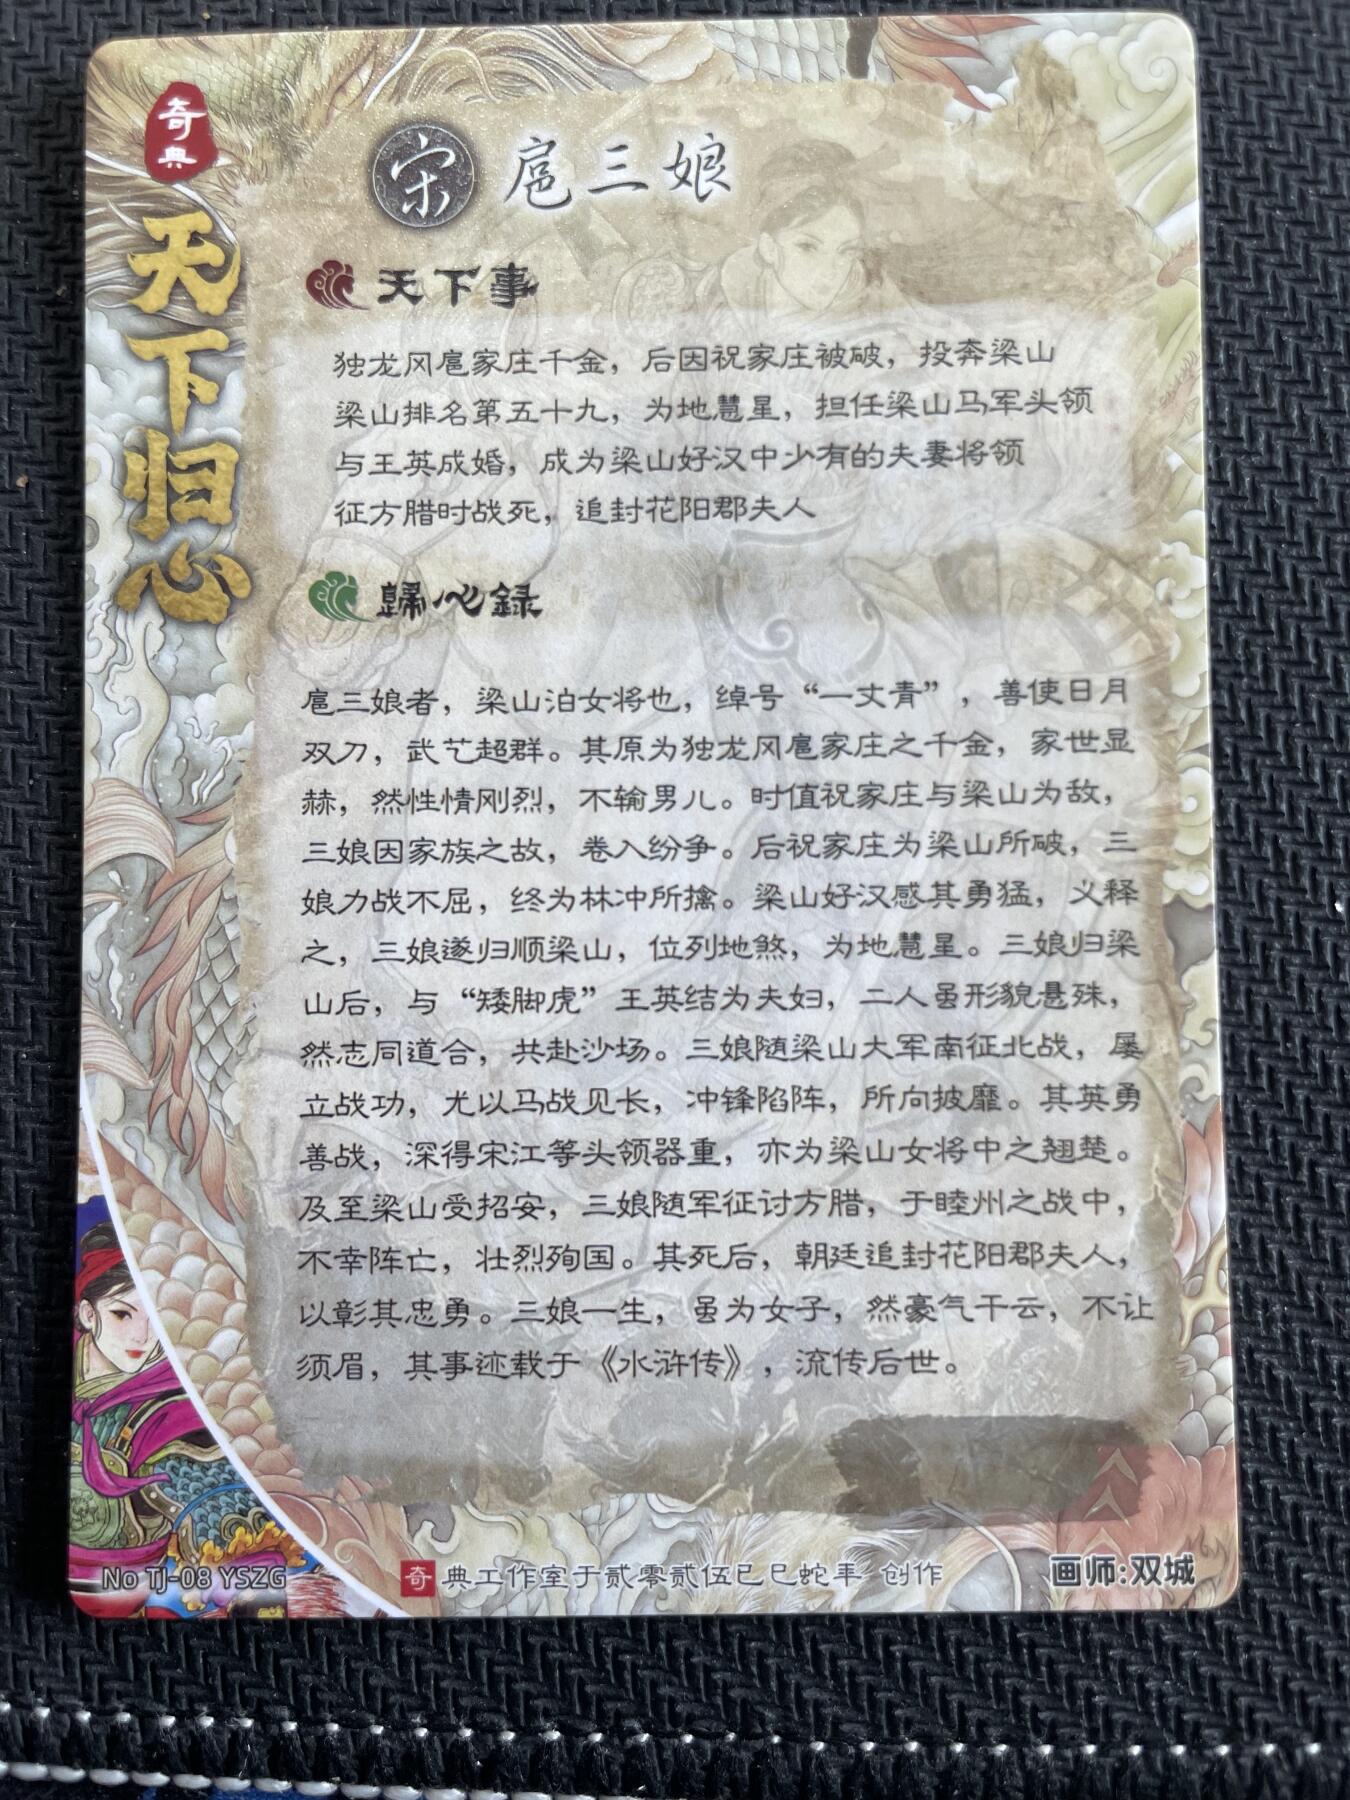 奇典
天下归心
宋 扈三娘
天下事
独龙冈扈家庄千金，后因祝家庄被破，投奔梁山
梁山排名第五十九，为地慧星，担任梁山马军头领
与王英成婚，成为梁山好汉中少有的夫妻将领
征方腊时战死，追封花阳郡夫人
歸心録
扈三娘者，梁山泊女将也，绰号“一丈青”，善使日月
双刀，武艺超群。其原为独龙冈扈家庄之千金，家世显
赫，然性情刚烈，不输男儿。时值祝家庄与梁山为敌，
三娘因家族之故，卷入纷争。后祝家庄为梁山所破，三
娘力战不屈，终为林冲所擒。梁山好汉感其勇猛，义释
之，三娘遂归顺梁山，位列地煞，为地慧星。三娘归梁
山后，与“矮脚虎”王英结为夫妇，二人虽形貌悬殊，
然志同道合，共赴沙场。三娘随梁山大军南征北战，屡
立战功，尤以马战见长，冲锋陷阵，所向披靡。其英勇
善战，深得宋江等头领器重，亦为梁山女将中之翘楚。
及至梁山受招安，三娘随军征讨方腊，于睦州之战中，
不幸阵亡，壮烈殉国。其死后，朝廷追封花阳郡夫人，
以彰其忠勇。三娘一生，虽为女子，然豪气干云，不让
须眉，其事迹载于《水浒传》，流传后世。
No TJ-08 YSZG
奇典工作室于贰零贰伍已巳蛇年 创作
画师:双城